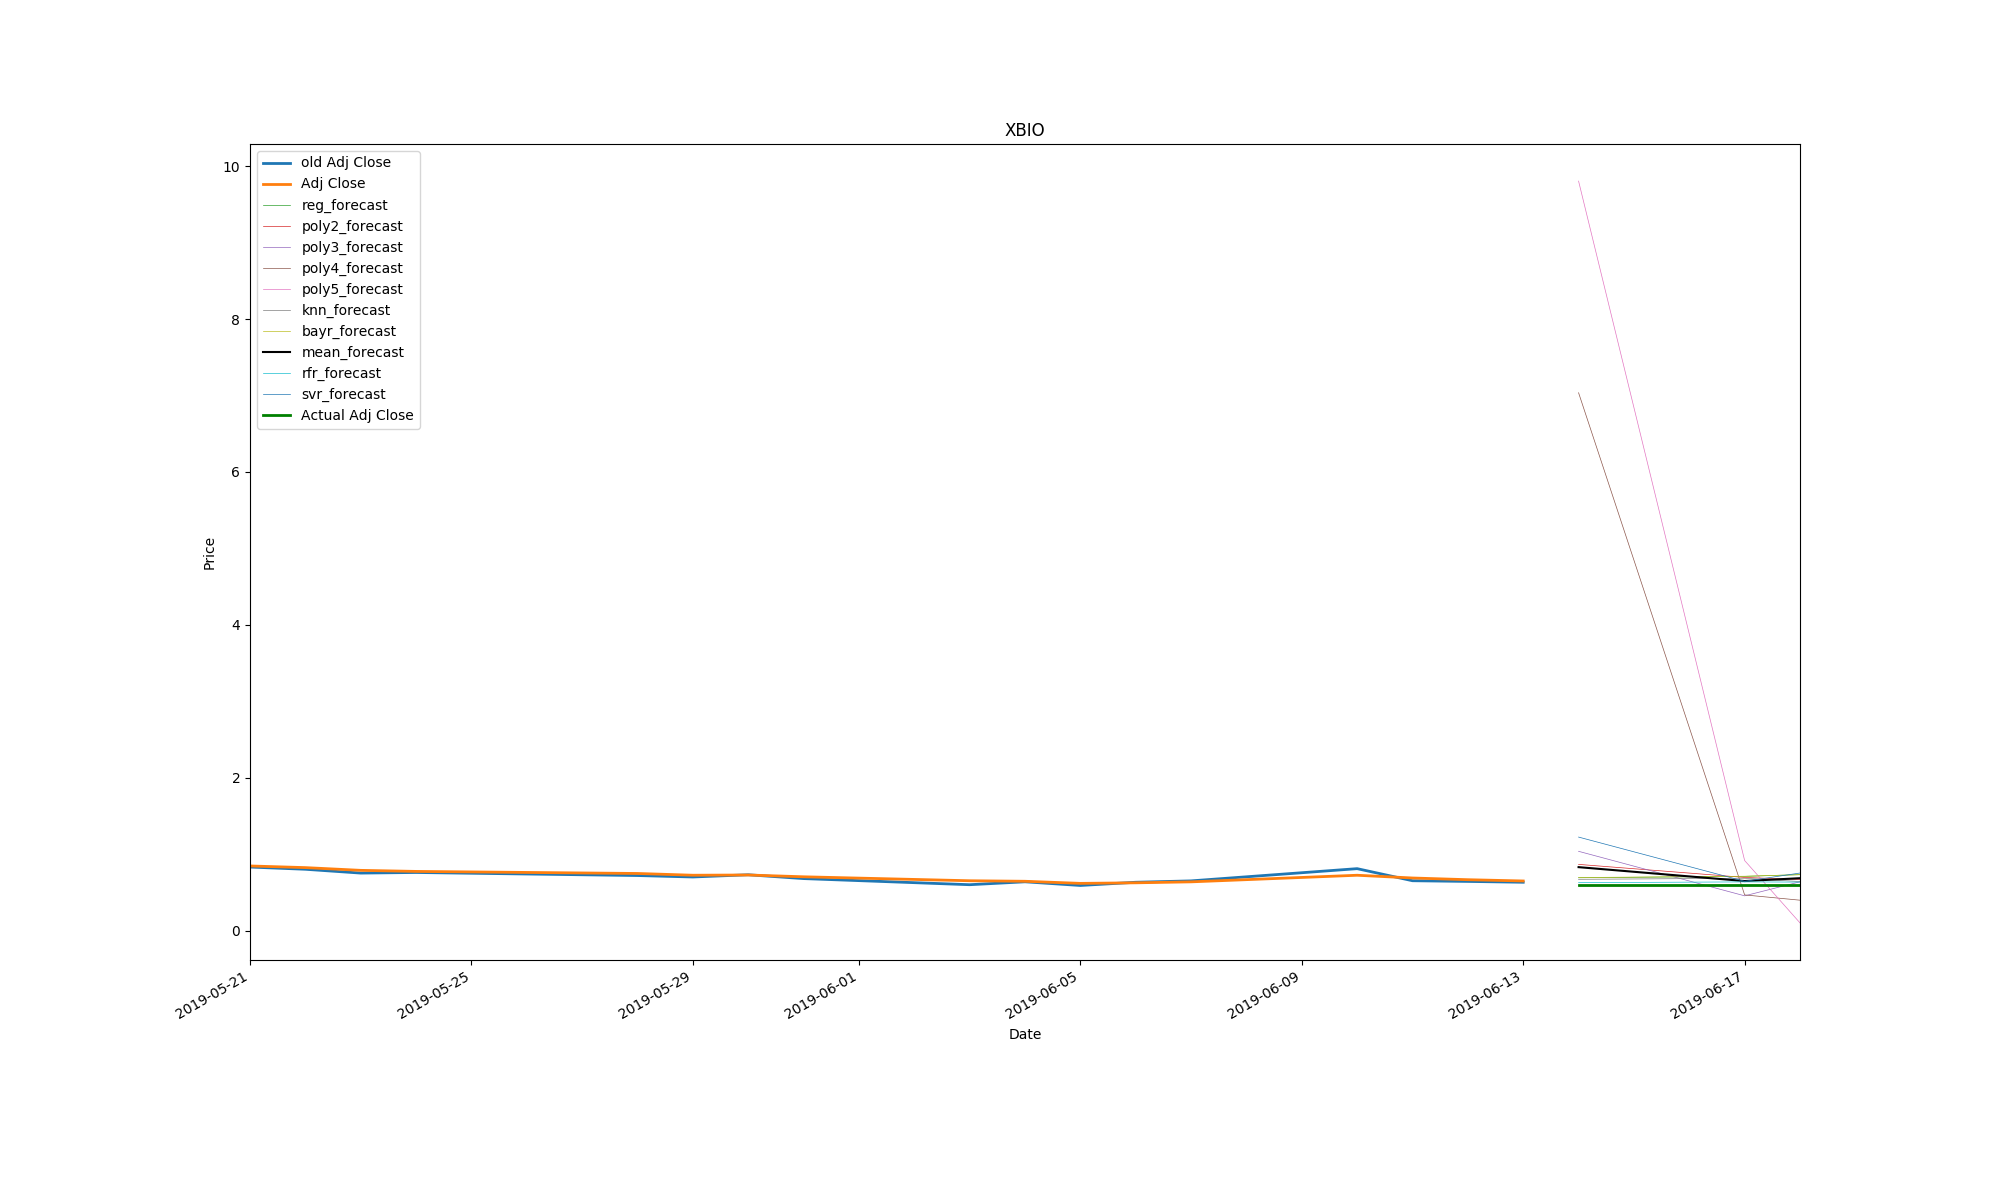 XBIO
old Adj Close
Adj Close
reg_forecast
poly2_forecast
poly3_forecast
poly4_forecast
poly5_forecast
knn_forecast
bayr_forecast
mean_forecast
rfr_forecast
svr_forecast
Actual Adj Close
10
8
6
4
2
0
Price
2019-05-21
2019-05-25
2019-05-29
2019-06-01
2019-06-05
2019-06-09
2019-06-13
2019-06-17
Date